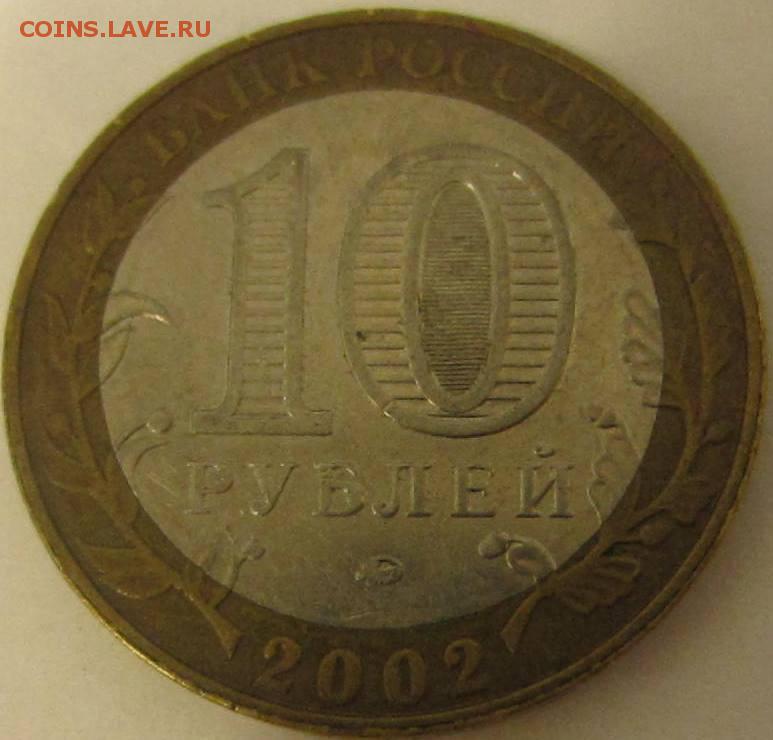 COINS.LAVE.RU
БАНК РОССИИ
10
РУБЛЕЙ
2002